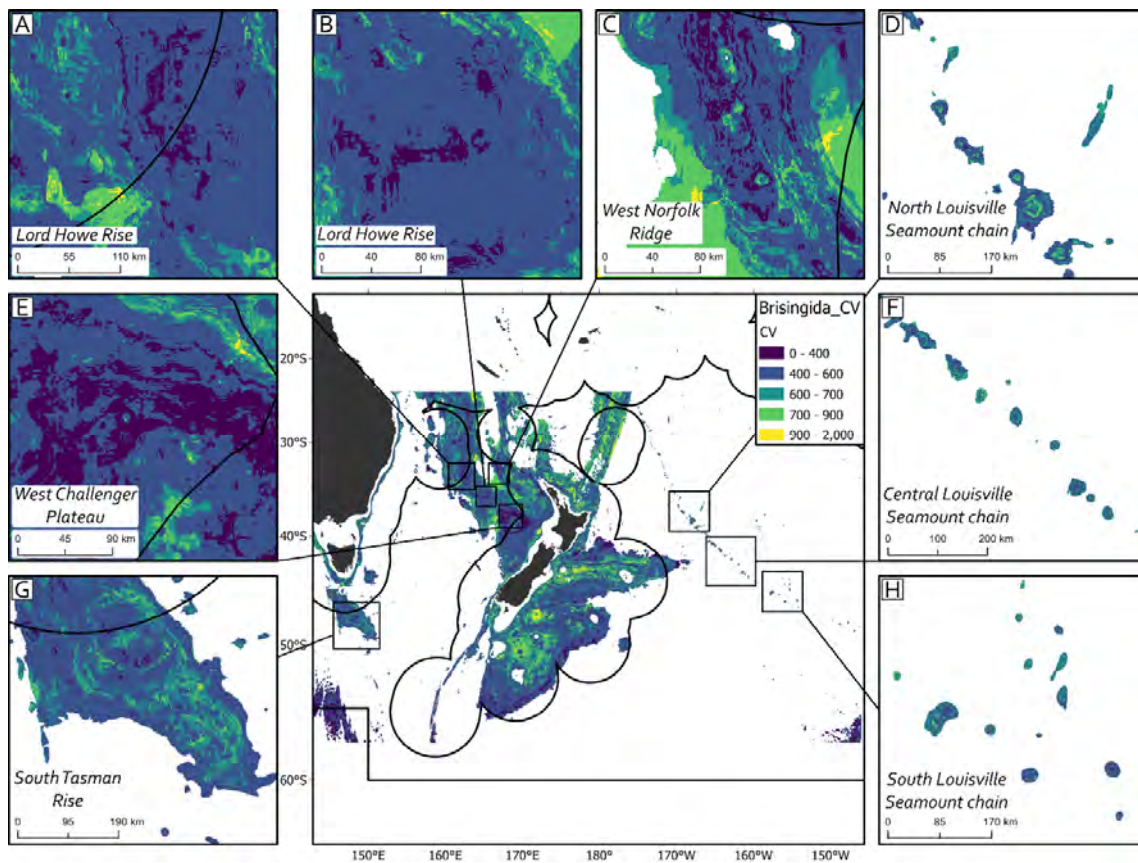 A
Lord Howe Rise
0 55 110 km
B
Lord Howe Rise
0 40 80 km
C
West Norfolk
Ridge
0 40 80 km
D
North Louisville
Seamount chain
0 85 170 km
E
West Challenger
Plateau
0 45 90 km
Brisingida_CV
CV
0 - 400
400 - 600
600 - 700
700 - 900
900 - 2,000
20°S
30°S
40°S
50°S
60°S
150°E
160°E
170°E
180°
170°W
160°W
150°W
F
Central Louisville
Seamount chain
0 100 200 km
G
South Tasman
Rise
0 95 190 km
H
South Louisville
Seamount chain
0 85 170 km